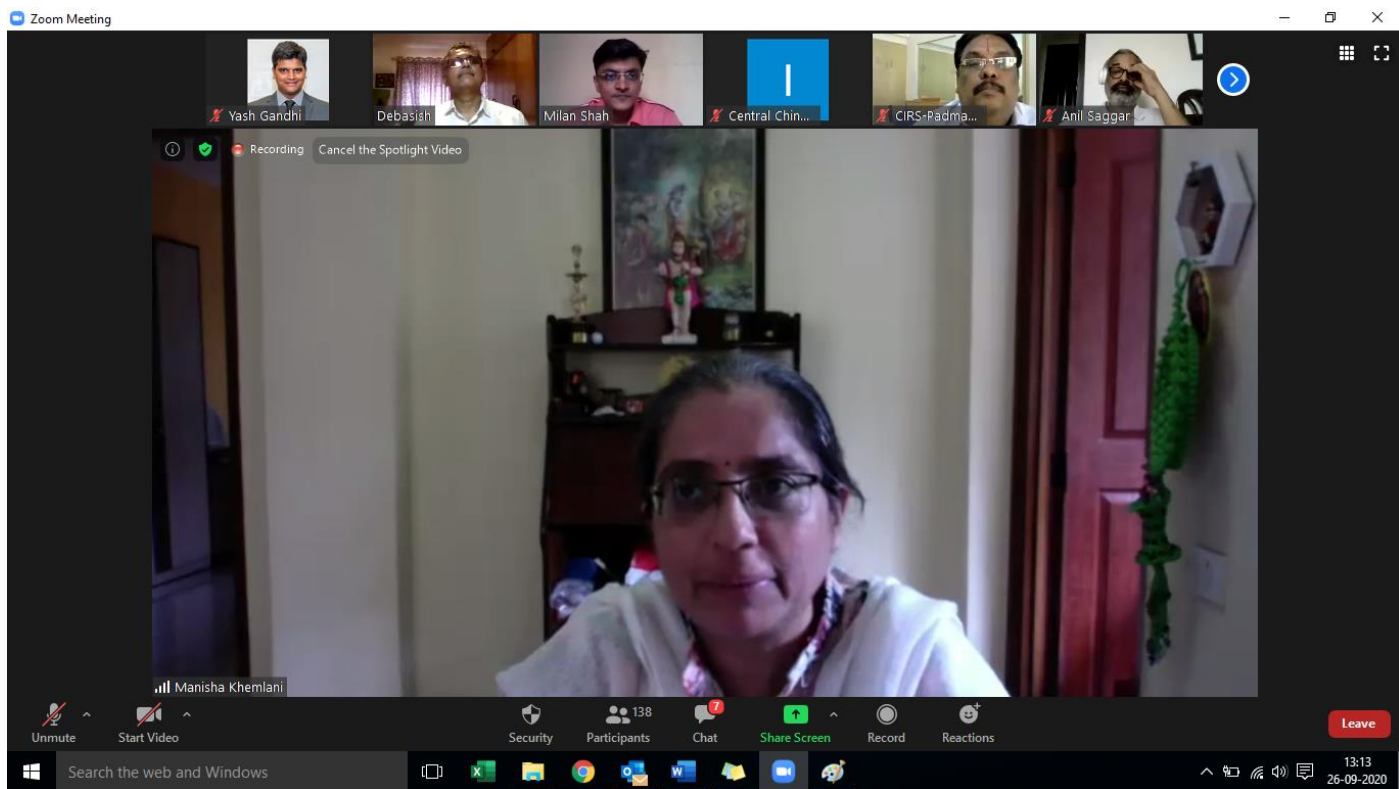 Zoom Meeting
Yash Gandhi
Debasish
Milan Shah
I
Central Chin...
CIRS-Padma...
Anil Saggar
Recording
Cancel the Spotlight Video
Manisha Khemlani
Unmute
Start Video
Security
138
Participants
7
Chat
Share Screen
Record
Reactions
Leave
Search the web and Windows
13:13
26-09-2020